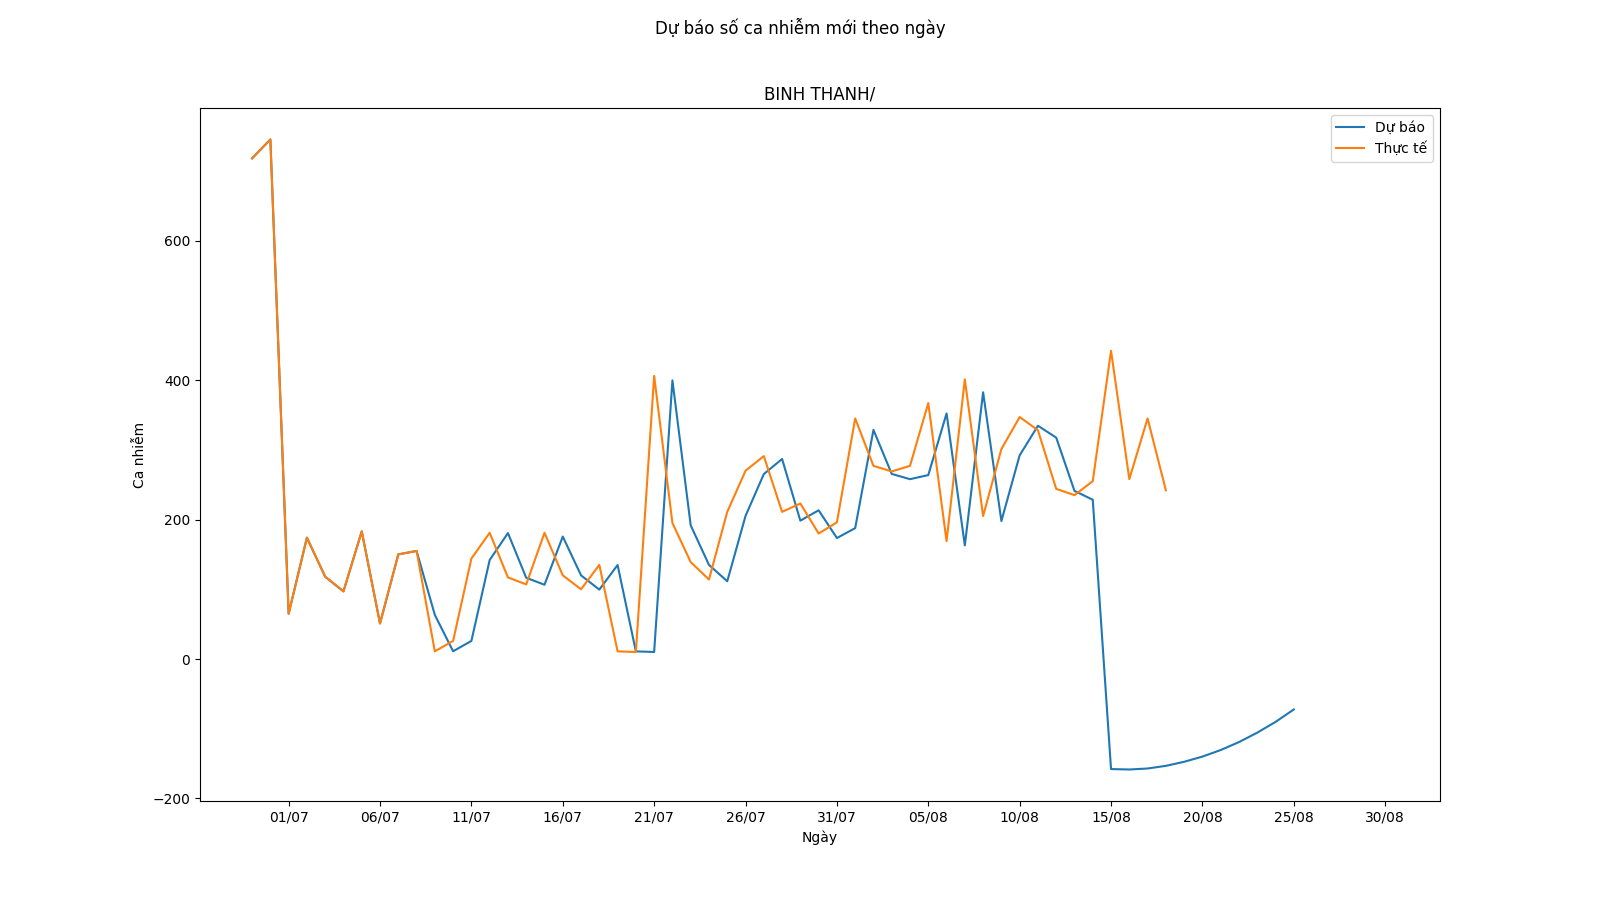 Dự báo số ca nhiễm mới theo ngày
BINH THANH/
Dự báo
Thực tế
600
400
200
0
−200
Ca nhiễm
01/07 06/07 11/07 16/07 21/07 26/07 31/07 05/08 10/08 15/08 20/08 25/08 30/08
Ngày